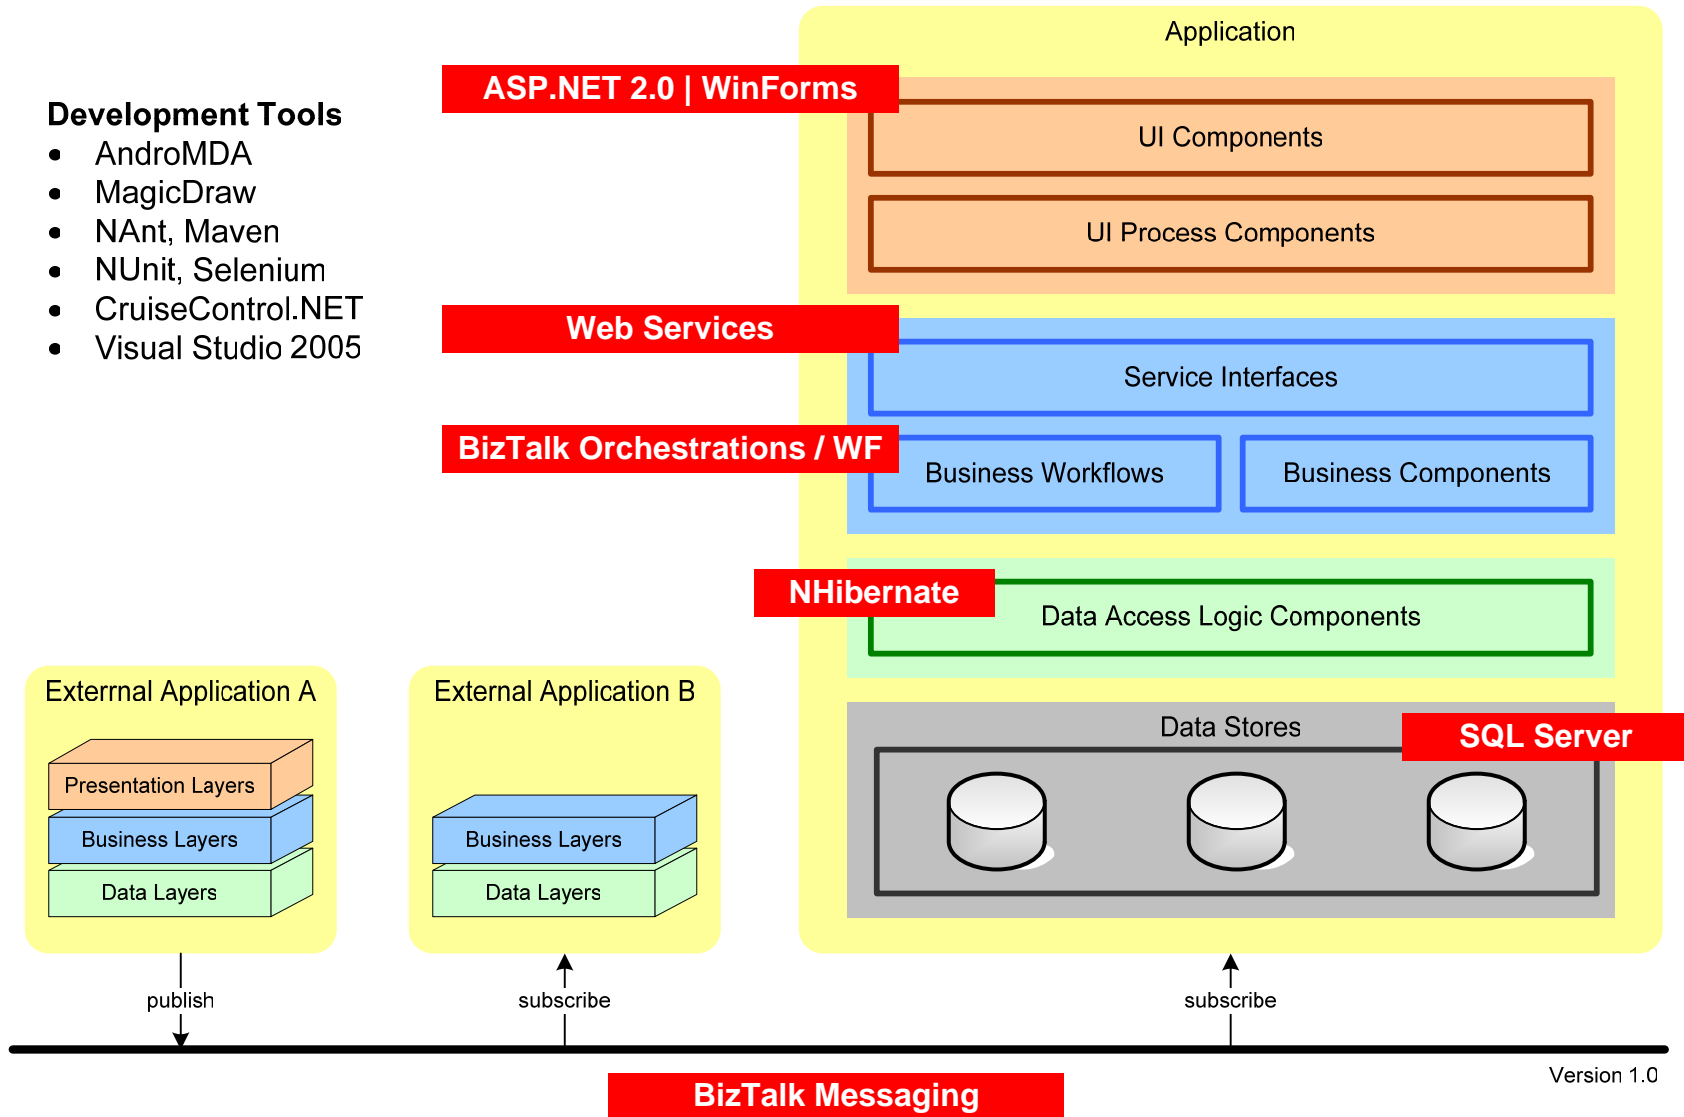 Application
ASP.NET 2.0 | WinForms
Development Tools
• AndroMDA
• MagicDraw
• NAnt, Maven
• NUnit, Selenium
• CruiseControl.NET
• Visual Studio 2005
UI Components
UI Process Components
Web Services
Service Interfaces
BizTalk Orchestrations / WF
Business Workflows
Business Components
NHibernate
Data Access Logic Components
Exterrnal Application A
Presentation Layers
Business Layers
Data Layers
External Application B
Business Layers
Data Layers
Data Stores
SQL Server
publish
subscribe
subscribe
Version 1.0
BizTalk Messaging